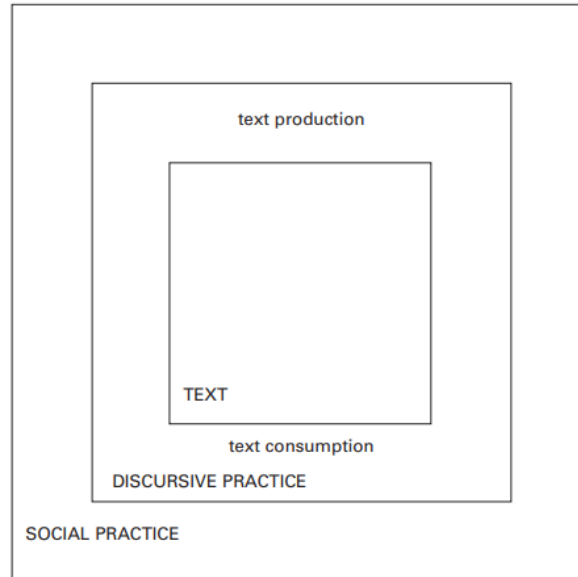 text production
TEXT
text consumption
DISCURSIVE PRACTICE
SOCIAL PRACTICE